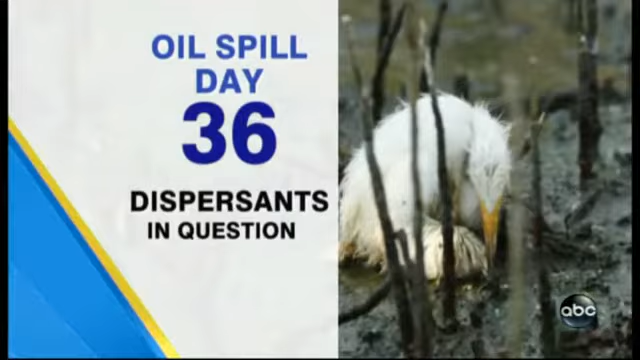 OIL SPILL
DAY
36
DISPERSANTS
IN QUESTION
abc